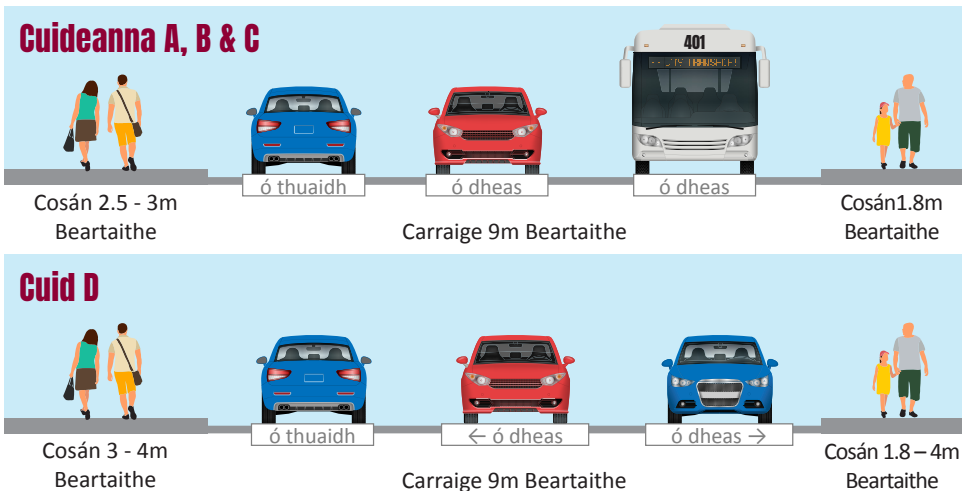 Cuideanna A, B & C
401
ó thuaidh
ó dheas
ó dheas
Cosán 2.5 - 3m
Beartaithe
Carraige 9m Beartaithe
Cosán1.8m
Beartaithe
Cuid D
ó thuaidh
← ó dheas
ó dheas →
Cosán 3 - 4m
Beartaithe
Carraige 9m Beartaithe
Cosán 1.8 – 4m
Beartaithe